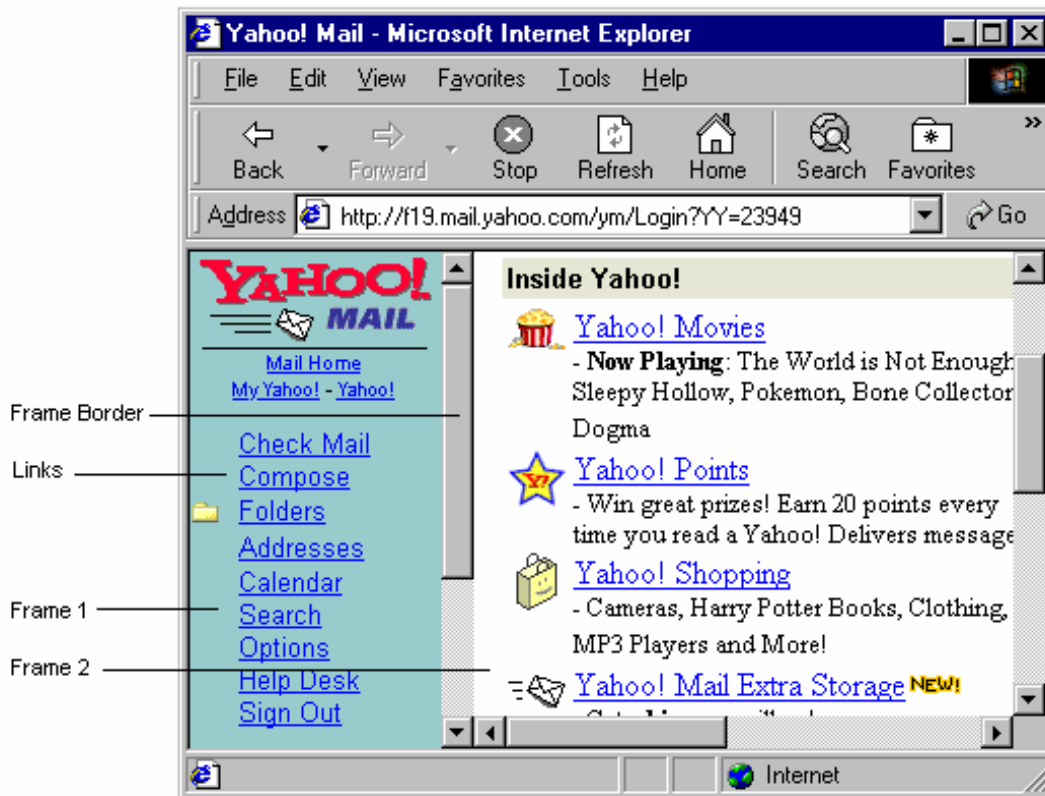 Yahoo! Mail - Microsoft Internet Explorer
File Edit View Favorites Tools Help
Back Forward Stop Refresh Home Search Favorites »
Address http://f19.mail.yahoo.com/ym/Login?YY=23949 Go
YAHOO!
MAIL
Mail Home
My Yahoo! - Yahoo!
Check Mail
Compose
Folders
Addresses
Calendar
Search
Options
Help Desk
Sign Out
Frame Border
Links
Frame 1
Frame 2
Inside Yahoo!
Yahoo! Movies
- Now Playing: The World is Not Enough
Sleepy Hollow, Pokemon, Bone Collector
Dogma
Yahoo! Points
- Win great prizes! Earn 20 points every
time you read a Yahoo! Delivers message
Yahoo! Shopping
- Cameras, Harry Potter Books, Clothing,
MP3 Players and More!
Yahoo! Mail Extra Storage NEW!
Internet